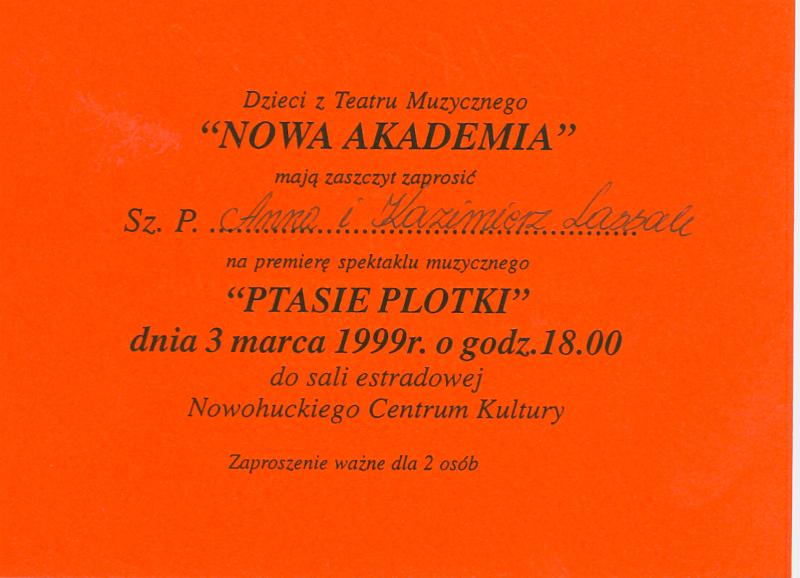 Dzieci z Teatru Muzycznego
“NOWA AKADEMIA”
mają zaszczyt zaprosić
Sz. P. Anna i Kazimierz Lassak
na premierę spektaklu muzycznego
“PTASIE PLOTKI”
dnia 3 marca 1999r. o godz.18.00
do sali estradowej
Nowohuckiego Centrum Kultury
Zaproszenie ważne dla 2 osób